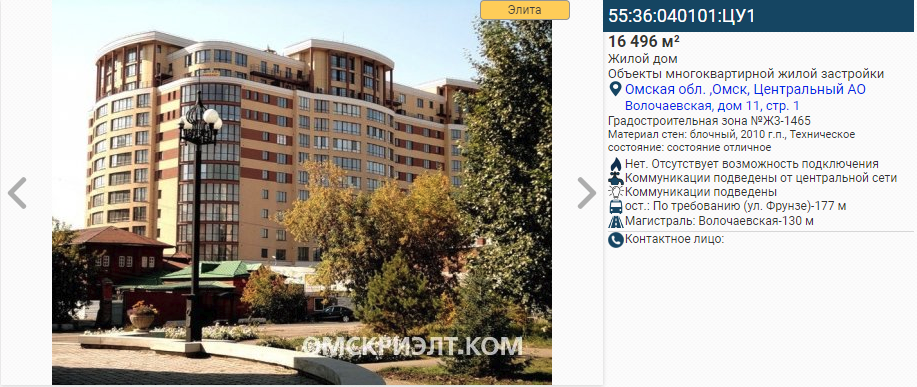 Элита
55:36:040101:ЦУ1
16 496 м²
Жилой дом
Объекты многоквартирной жилой застройки
Омская обл. ,Омск, Центральный АО
Волочаевская, дом 11, стр. 1
Градостроительная зона №Ж3-1465
Материал стен: блочный, 2010 г.п., Техническое
состояние: состояние отличное
Нет. Отсутствует возможность подключения
Коммуникации подведены от центральной сети
Коммуникации подведены
ост.: По требованию (ул. Фрунзе)-177 м
Магистраль: Волочаевская-130 м
Контактное лицо:
ОМСКРИЭЛТ.КОМ